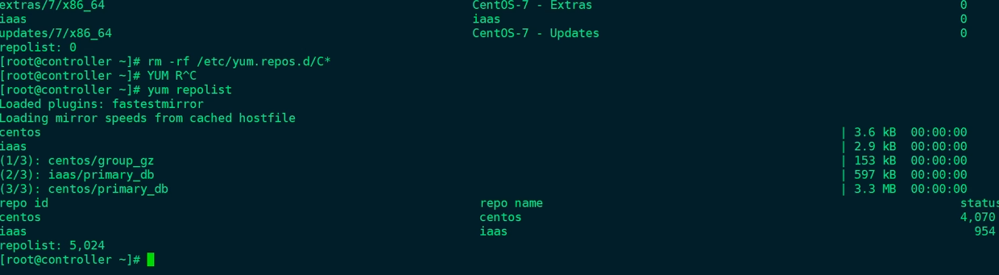 extras/7/x86_64 CentOS-7 - Extras 0
iaas iaas 0
updates/7/x86_64 CentOS-7 - Updates 0
repolist: 0
[root@controller ~]# rm -rf /etc/yum.repos.d/C*
[root@controller ~]# YUM R^C
[root@controller ~]# yum repolist
Loaded plugins: fastestmirror
Loading mirror speeds from cached hostfile
centos | 3.6 kB 00:00:00
iaas | 2.9 kB 00:00:00
(1/3): centos/group_gz | 153 kB 00:00:00
(2/3): iaas/primary_db | 597 kB 00:00:00
(3/3): centos/primary_db | 3.3 MB 00:00:00
repo id repo name status
centos centos 4,070
iaas iaas 954
repolist: 5,024
[root@controller ~]#